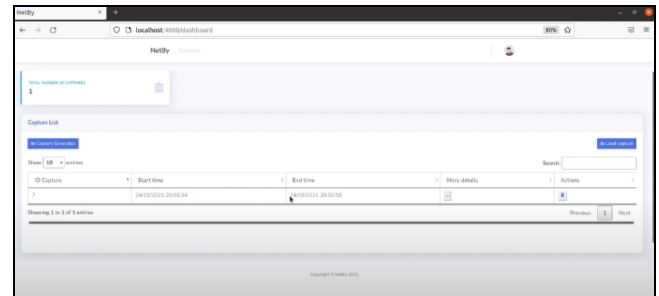 NetBy
localhost:4000/dashboard
80%
NetBy Captures
TOTAL NUMBER OF CAPTURES
1
Capture List
Capture Generator
Load capture
Show 10 entries
Search:
ID Capture Start time End time More details Actions
7 24/10/2021 20:00:34 24/10/2021 20:10:50
Showing 1 to 1 of 1 entries
Previous 1 Next
Copyright © NetBy 2021